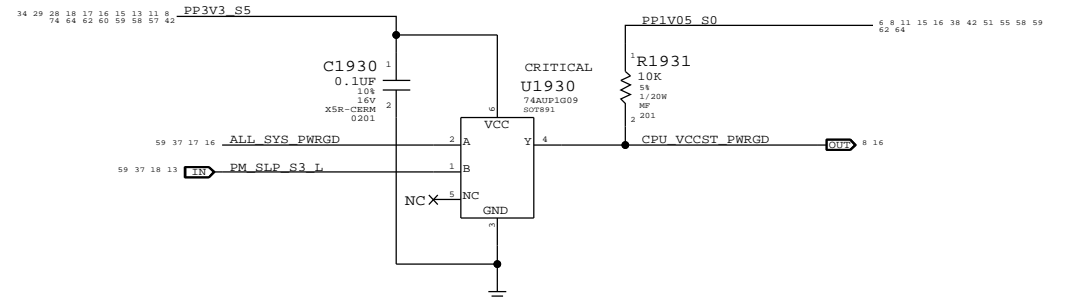 34 29 28 18 17 16 15 13 11 8
74 64 62 60 59 58 57 42
PP3V3_S5
PP1V05_S0
6 8 11 15 16 38 42 51 55 58 59
62 64
C1930
0.1UF
10%
16V
X5R-CERM
0201
1
2
CRITICAL
U1930
74AUP1G09
SOT891
1
R1931
10K
5%
1/20W
MF
201
2
6
VCC
59 37 17 16
ALL_SYS_PWRGD
2
A
Y
4
CPU_VCCST_PWRGD
OUT
8 16
59 37 18 13
IN
PM_SLP_S3_L
1
B
NC
5
NC
GND
3